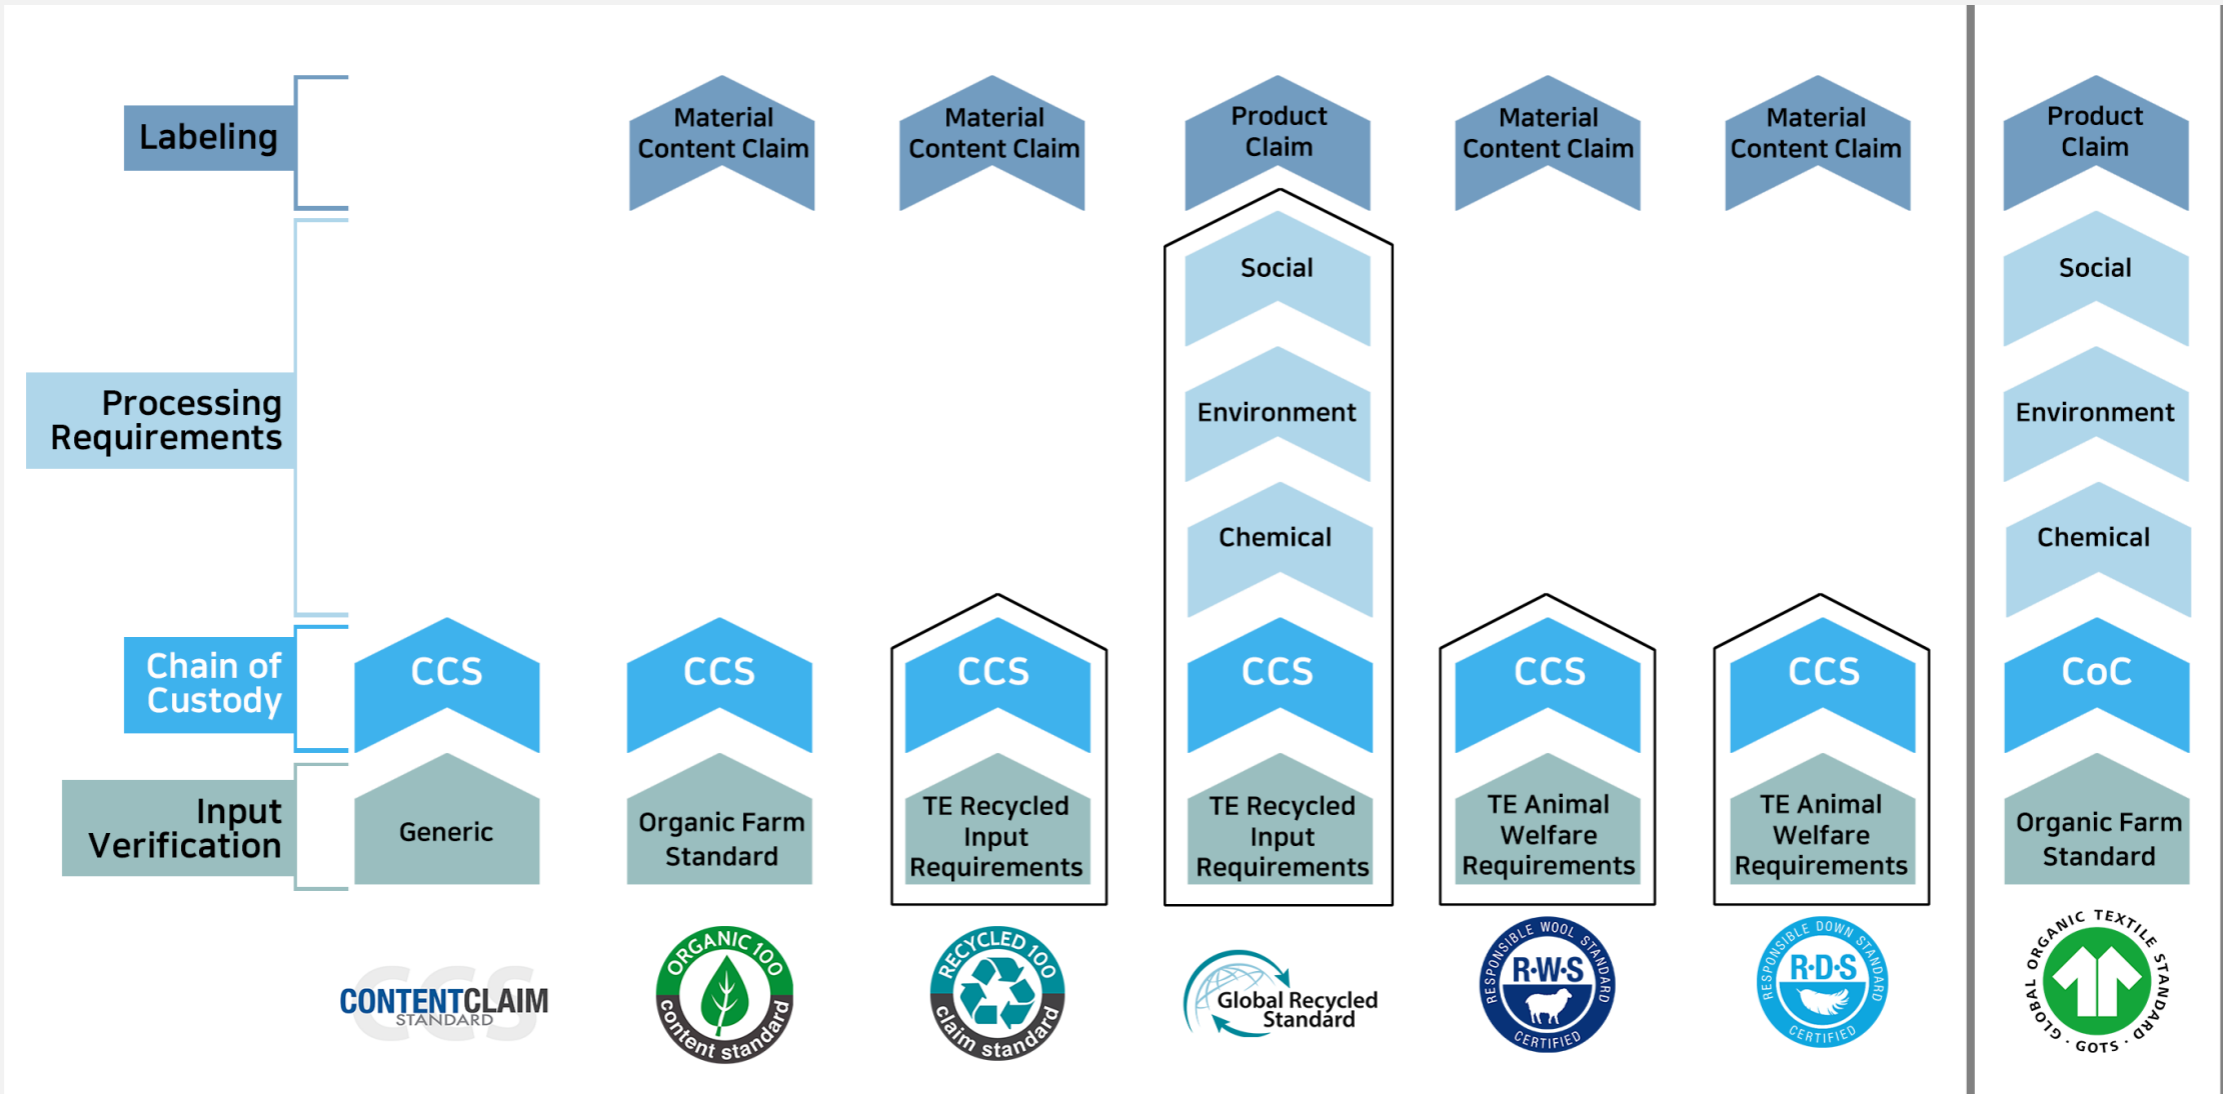 Labeling
Material
Content Claim
Material
Content Claim
Product
Claim
Material
Content Claim
Material
Content Claim
Product
Claim
Processing
Requirements
Social
Social
Environment
Environment
Chemical
Chemical
Chain of
Custody
CCS
CCS
CCS
CCS
CCS
CCS
CoC
Input
Verification
Generic
Organic Farm
Standard
TE Recycled
Input
Requirements
TE Recycled
Input
Requirements
TE Animal
Welfare
Requirements
TE Animal
Welfare
Requirements
Organic Farm
Standard
CCS
CONTENTCLAIM
STANDARD
ORGANIC 100
content standard
RECYCLED 100
claim standard
Global Recycled
Standard
RESPONSIBLE WOOL STANDARD
R·W·S
CERTIFIED
RESPONSIBLE DOWN STANDARD
R·D·S
CERTIFIED
GLOBAL ORGANIC TEXTILE STANDARD · GOTS ·